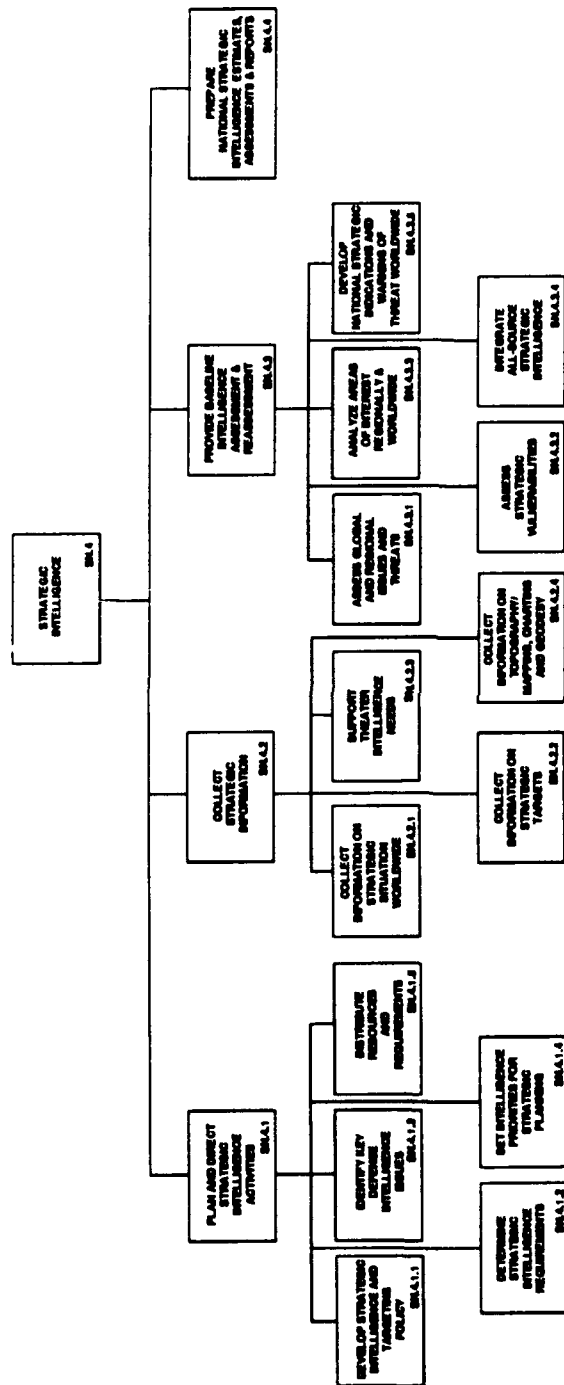 STRATEGIC
INTELLIGENCE
SN.4
PLAN AND DIRECT
STRATEGIC
INTELLIGENCE
ACTIVITIES
SN.4.1
COLLECT
STRATEGIC
INFORMATION
SN.4.2
PROVIDE BASELINE
INTELLIGENCE
ASSESSMENT &
REASSESSMENT
SN.4.3
PREPARE
NATIONAL STRATEGIC
INTELLIGENCE ESTIMATES,
ASSESSMENTS & REPORTS
SN.4.4
DEVELOP STRATEGIC
INTELLIGENCE AND
TARGETING
POLICY
SN.4.1.1
IDENTIFY KEY
DEFENSE
INTELLIGENCE
ISSUES
SN.4.1.3
DISTRIBUTE
RESOURCES
AND
REQUIREMENTS
SN.4.1.5
DETERMINE
STRATEGIC
INTELLIGENCE
REQUIREMENTS
SN.4.1.2
SET INTELLIGENCE
PRIORITIES FOR
STRATEGIC
PLANNING
SN.4.1.4
COLLECT
INFORMATION ON
STRATEGIC
SITUATION
WORLDWIDE
SN.4.2.1
SUPPORT
THEATER
INTELLIGENCE
NEEDS
SN.4.2.3
COLLECT
INFORMATION ON
STRATEGIC
TARGETS
SN.4.2.2
COLLECT
INFORMATION ON
TOPOGRAPHY/
MAPPING, CHARTING
AND GEODESY
SN.4.2.4
ASSESS GLOBAL
AND REGIONAL
ISSUES AND
THREATS
SN.4.3.1
ANALYZE AREAS
OF INTEREST
REGIONALLY &
WORLDWIDE
SN.4.3.3
DEVELOP
NATIONAL STRATEGIC
INDICATIONS AND
WARNING OF
THREAT WORLDWIDE
SN.4.3.5
ASSESS
STRATEGIC
VULNERABILITIES
SN.4.3.2
INTEGRATE
ALL-SOURCE
STRATEGIC
INTELLIGENCE
SN.4.3.4